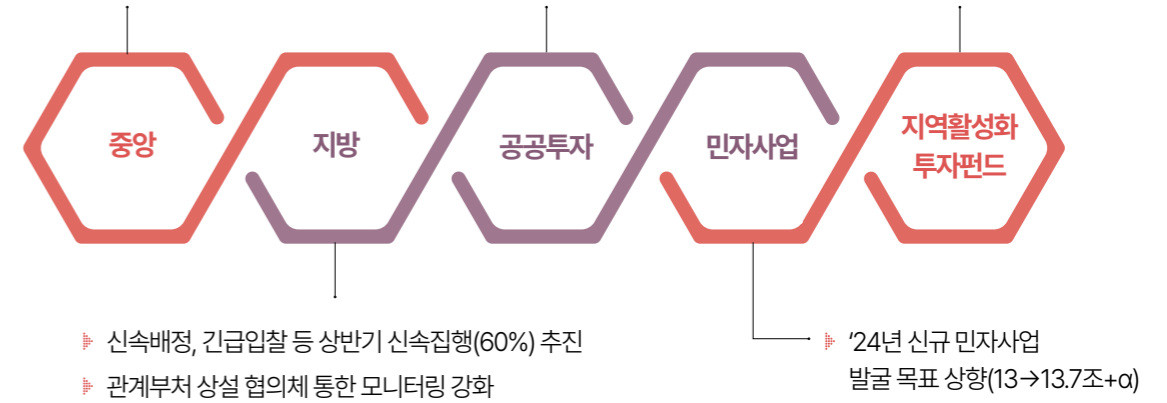 중앙
지방
공공투자
민자사업
지역활성화
투자펀드
신속배정, 긴급입찰 등 상반기 신속집행(60%) 추진
관계부처 상설 협의체 통한 모니터링 강화
‘24년 신규 민자사업
발굴 목표 상향(13→13.7조+α)